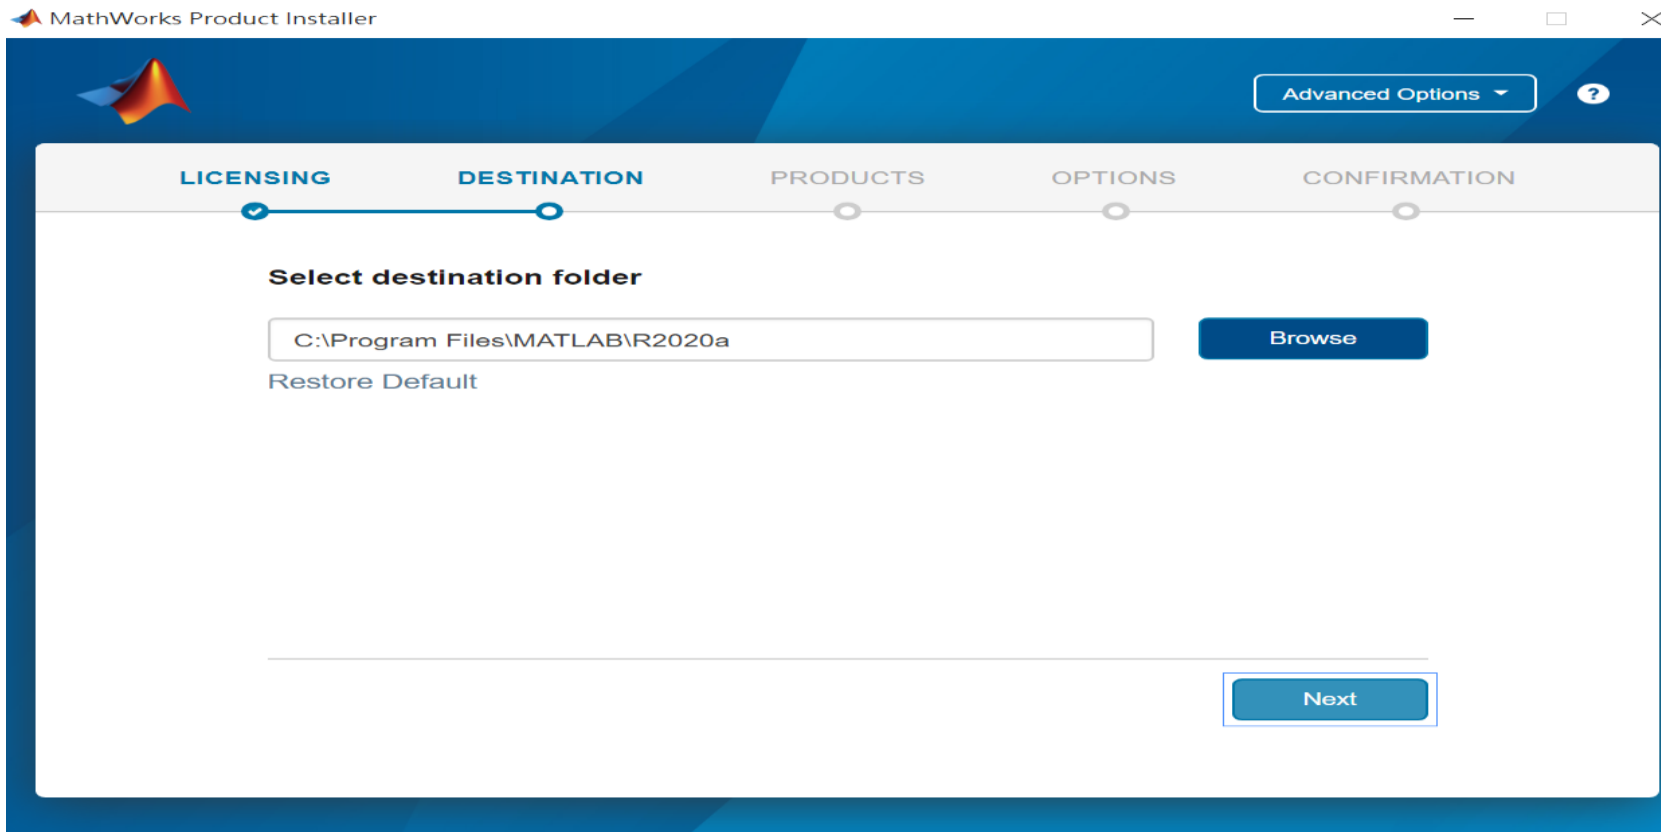 MathWorks Product Installer
Advanced Options
?
LICENSING DESTINATION PRODUCTS OPTIONS CONFIRMATION
Select destination folder
C:\Program Files\MATLAB\R2020a
Browse
Restore Default
Next